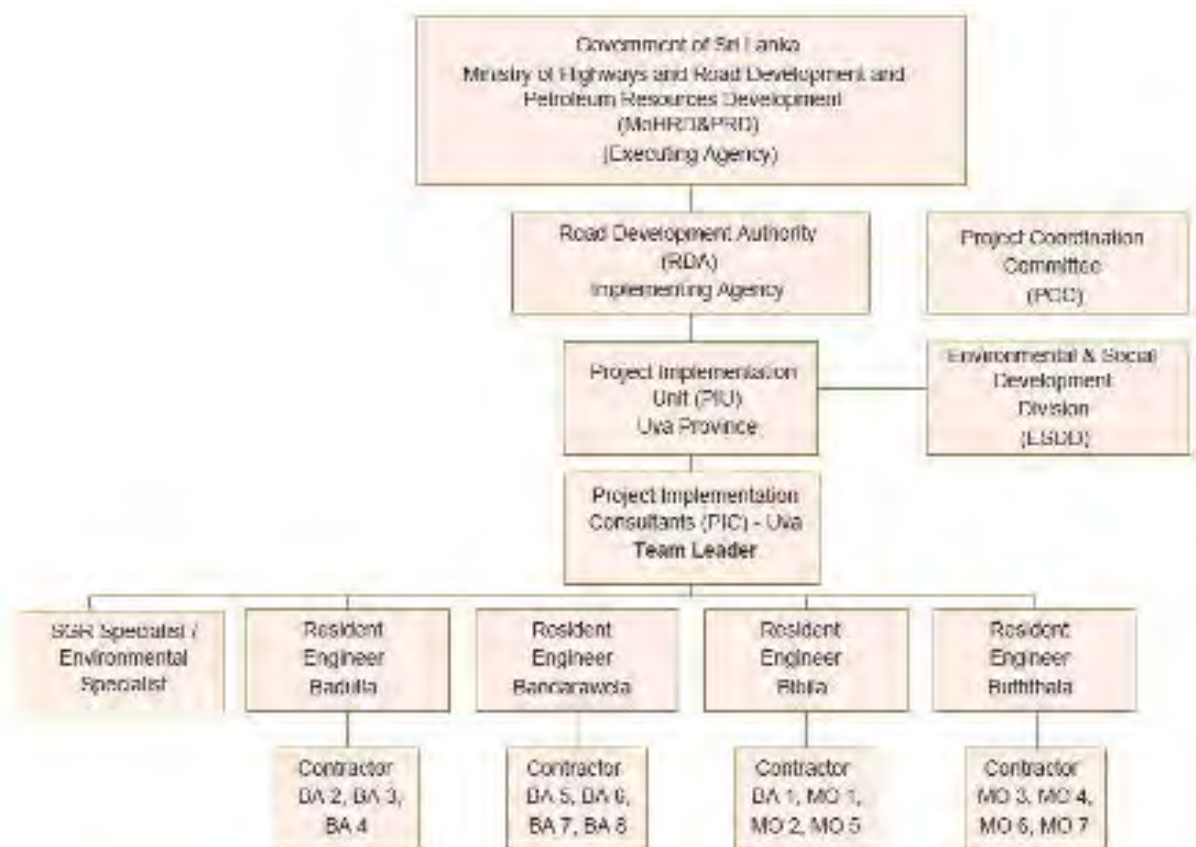 Government of Sri Lanka
Ministry of Highways and Road Development and
Petroleum Resources Development
(MoHRD&PRD)
(Executing Agency)
Road Development Authority
(RDA)
Implementing Agency
Project Coordination
Committee
(PCC)
Project Implementation
Unit (PIU)
Uva Province
Environmental & Social
Development
Division
(ESDD)
Project Implementation
Consultants (PIC) - Uva
Team Leader
SGR Specialist /
Environmental
Specialist
Resident
Engineer
Badulla
Resident
Engineer
Bandarawela
Resident
Engineer
Bibila
Resident
Engineer
Buththala
Contractor
BA 2, BA 3,
BA 4
Contractor
BA 5, BA 6,
BA 7, BA 8
Contractor
BA 1, MO 1,
MO 2, MO 5
Contractor
MO 3, MO 4,
MO 6, MO 7